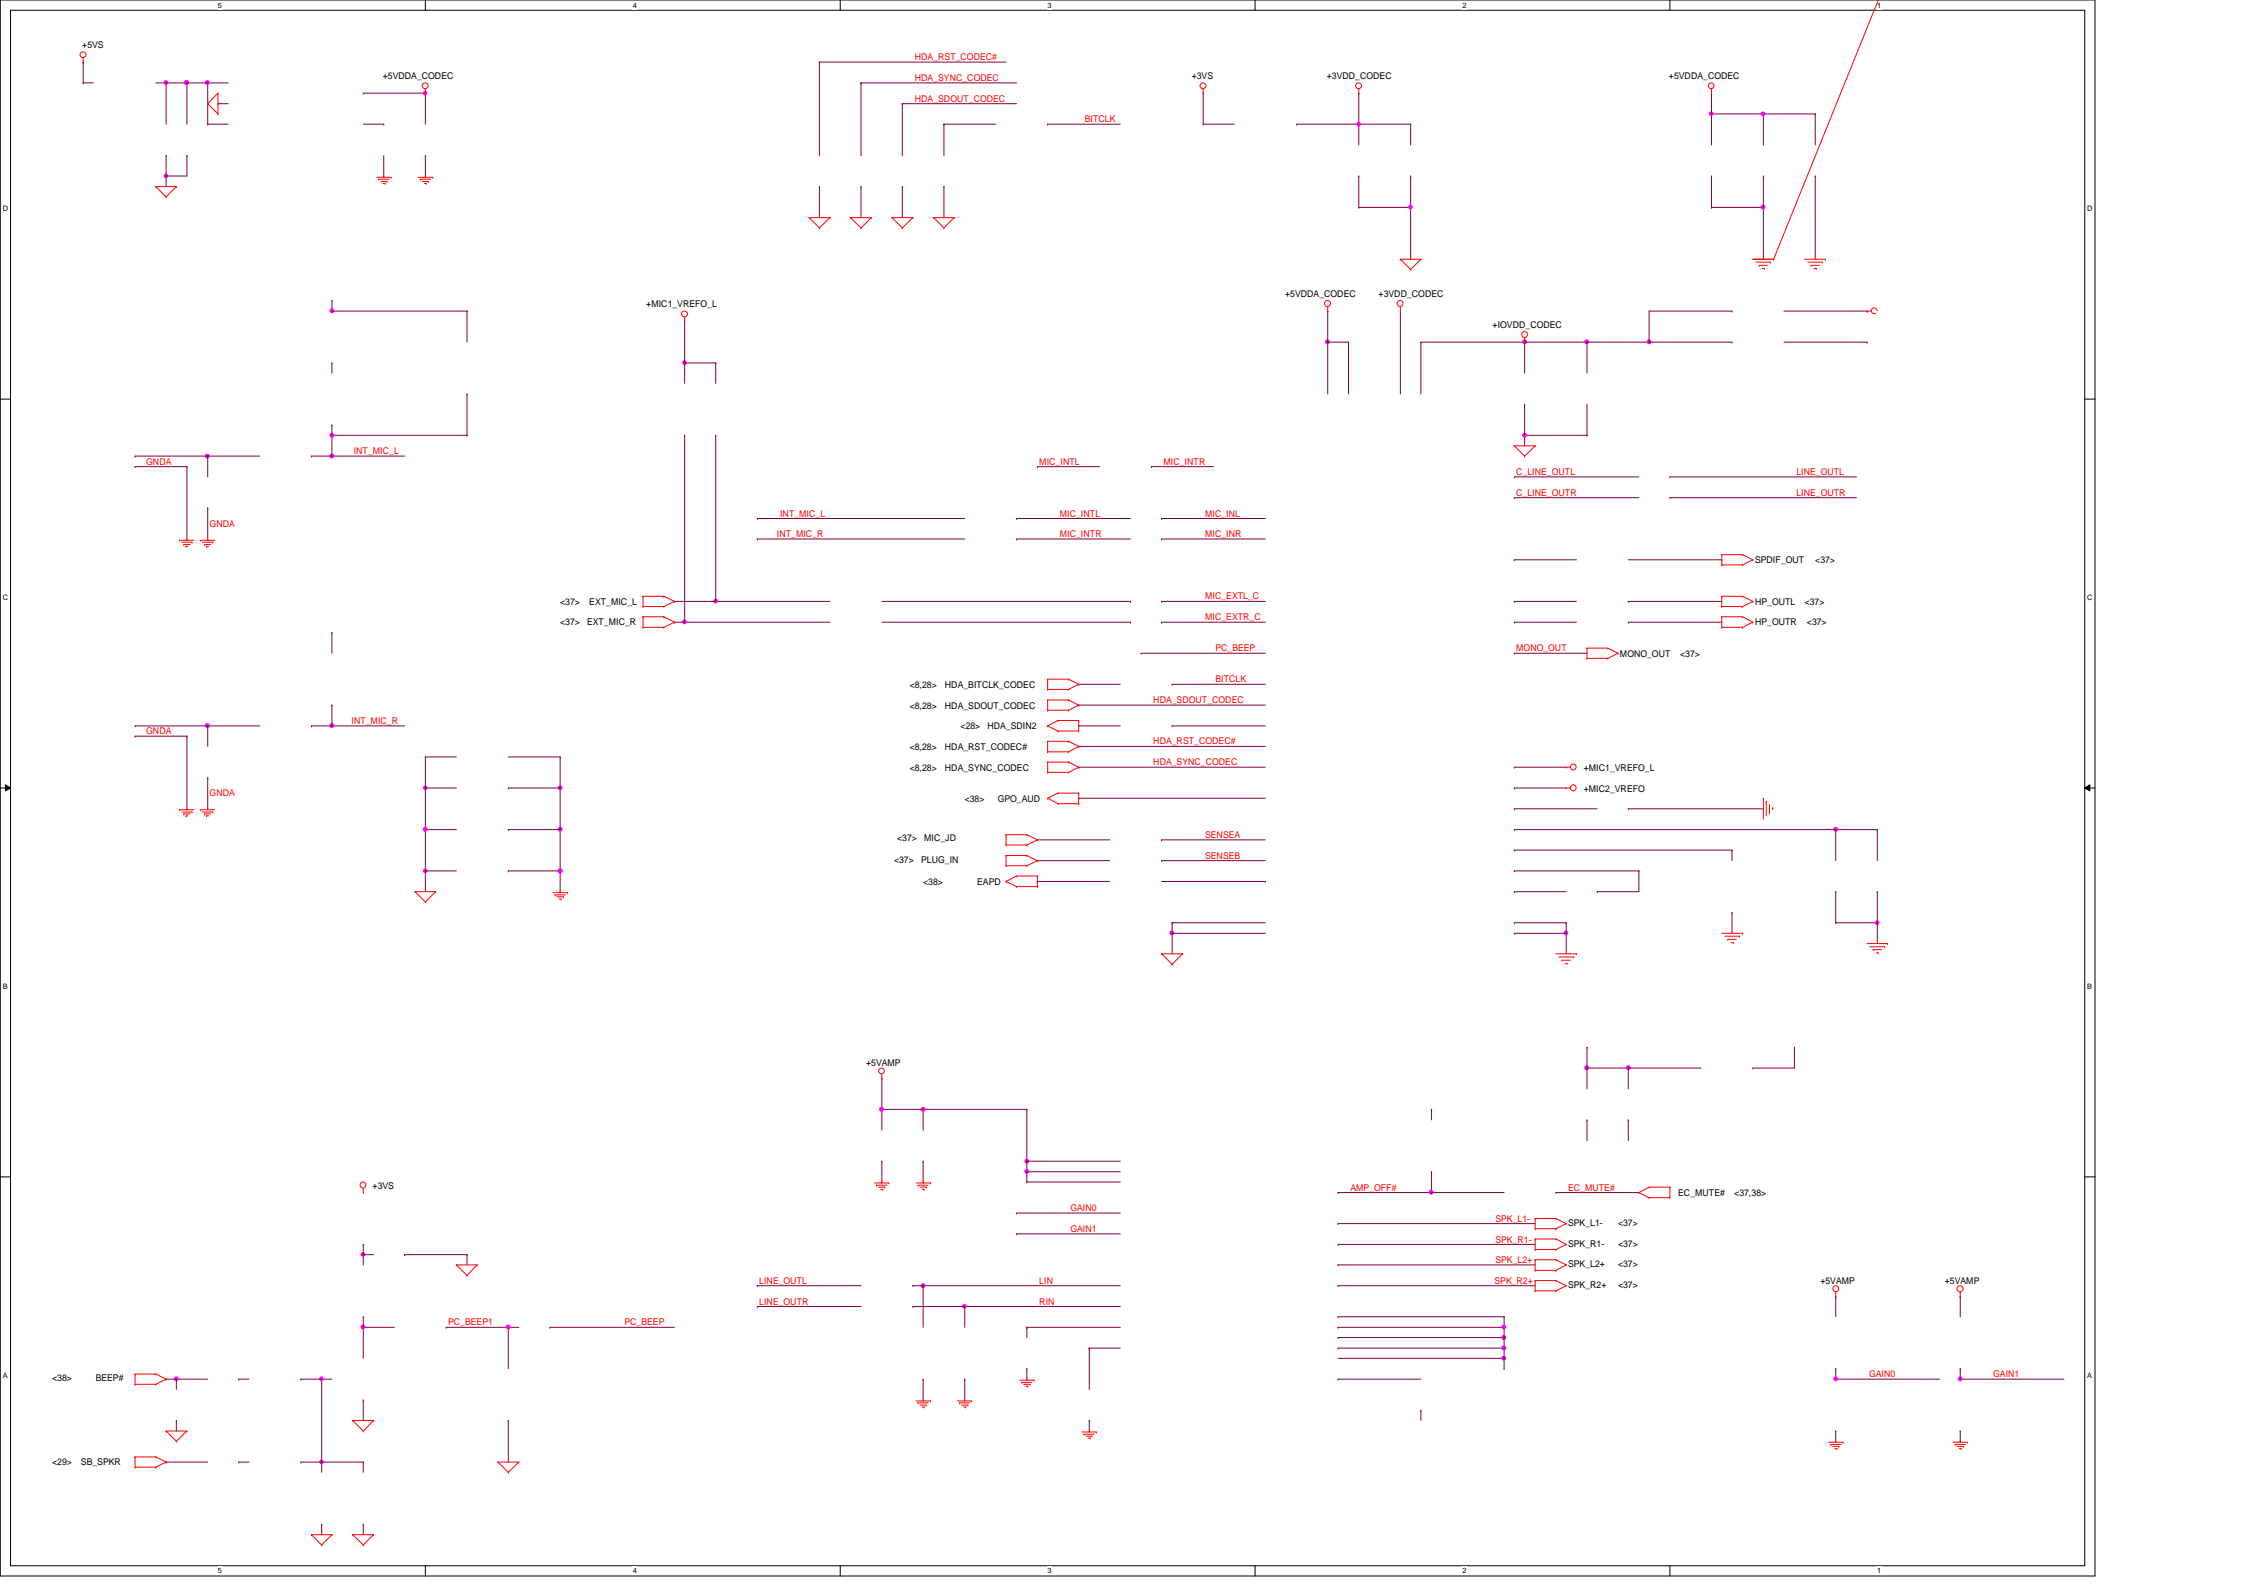 5 4 3 2 1
+5VS
+5VDDA_CODEC
HDA_RST_CODEC#
HDA_SYNC_CODEC
HDA_SDOUT_CODEC
BITCLK
+3VS
+3VDD_CODEC
+5VDDA_CODEC
D D
+MIC1_VREFO_L
+5VDDA_CODEC +3VDD_CODEC
+IOVDD_CODEC
INT_MIC_L
GNDA
GNDA
MIC_INTL MIC_INTR
C_LINE_OUTL LINE_OUTL
C_LINE_OUTR LINE_OUTR
INT_MIC_L MIC_INTL MIC_INL
INT_MIC_R MIC_INTR MIC_INR
SPDIF_OUT <37>
C C
<37> EXT_MIC_L MIC_EXTL_C HP_OUTL <37>
<37> EXT_MIC_R MIC_EXTR_C HP_OUTR <37>
PC_BEEP MONO_OUT MONO_OUT <37>
<8,28> HDA_BITCLK_CODEC BITCLK
<8,28> HDA_SDOUT_CODEC HDA_SDOUT_CODEC
<28> HDA_SDIN2
<8,28> HDA_RST_CODEC# HDA_RST_CODEC#
<8,28> HDA_SYNC_CODEC HDA_SYNC_CODEC
INT_MIC_R
GNDA
GNDA
+MIC1_VREFO_L
+MIC2_VREFO
<38> GPO_AUD
<37> MIC_JD SENSEA
<37> PLUG_IN SENSEB
<38> EAPD
B B
+5VAMP
+3VS
GAIN0
GAIN1
AMP_OFF# EC_MUTE# EC_MUTE# <37,38>
SPK_L1- SPK_L1- <37>
SPK_R1- SPK_R1- <37>
SPK_L2+ SPK_L2+ <37>
SPK_R2+ SPK_R2+ <37>
LINE_OUTL LIN
LINE_OUTR RIN
+5VAMP +5VAMP
PC_BEEP1 PC_BEEP
A A
<38> BEEP#
GAIN0 GAIN1
<29> SB_SPKR
5 4 3 2 1